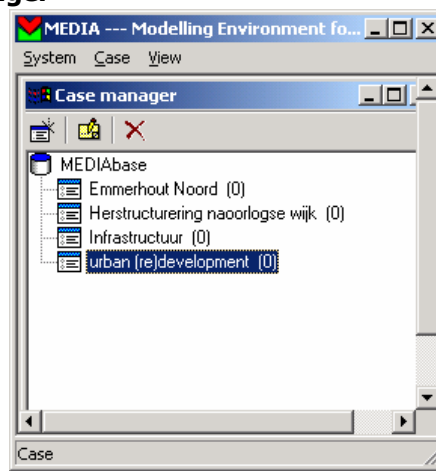 MEDIA --- Modelling Environment fo...
System Case View
Case manager
MEDIAbase
Emmerhout Noord (0)
Herstructurering naoorlogse wijk (0)
Infrastructuur (0)
urban (re)development (0)
Case